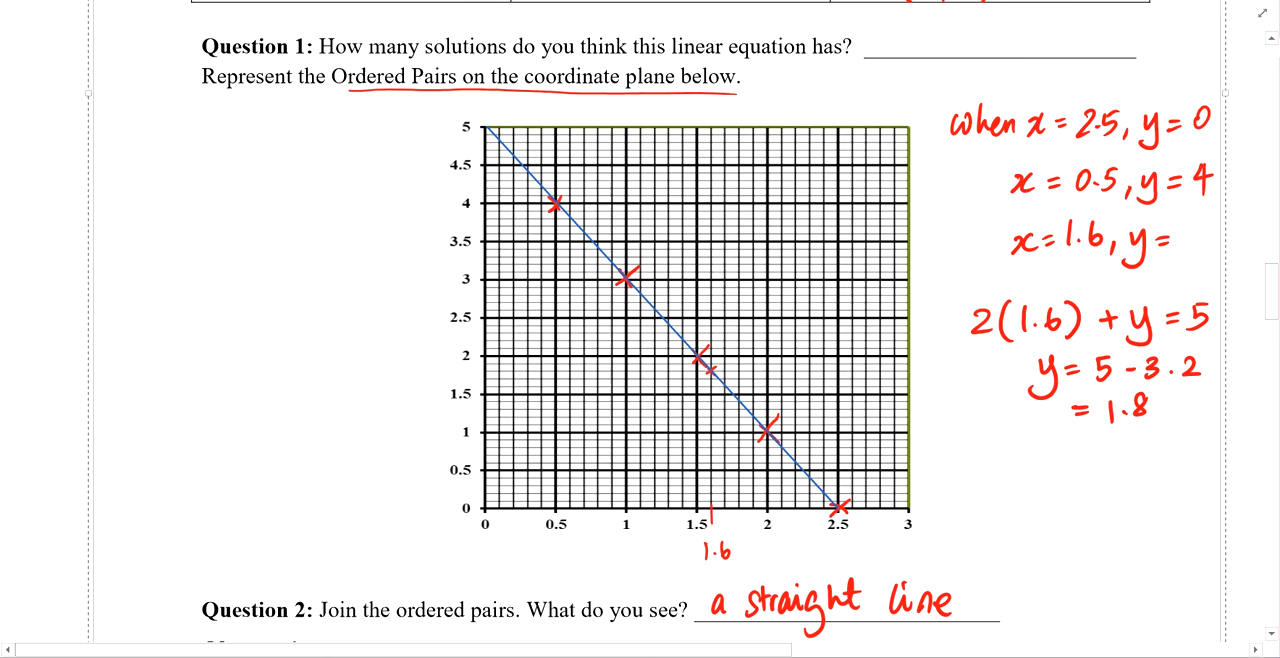 Question 1: How many solutions do you think this linear equation has?
Represent the Ordered Pairs on the coordinate plane below.
when x = 2.5, y = 0
x = 0.5, y = 4
x = 1.6, y =
2(1.6) + y = 5
y = 5 - 3.2
= 1.8
5
4.5
4
3.5
3
2.5
2
1.5
1
0.5
0
0 0.5 1 1.5 2 2.5 3
1.6
Question 2: Join the ordered pairs. What do you see? a straight line